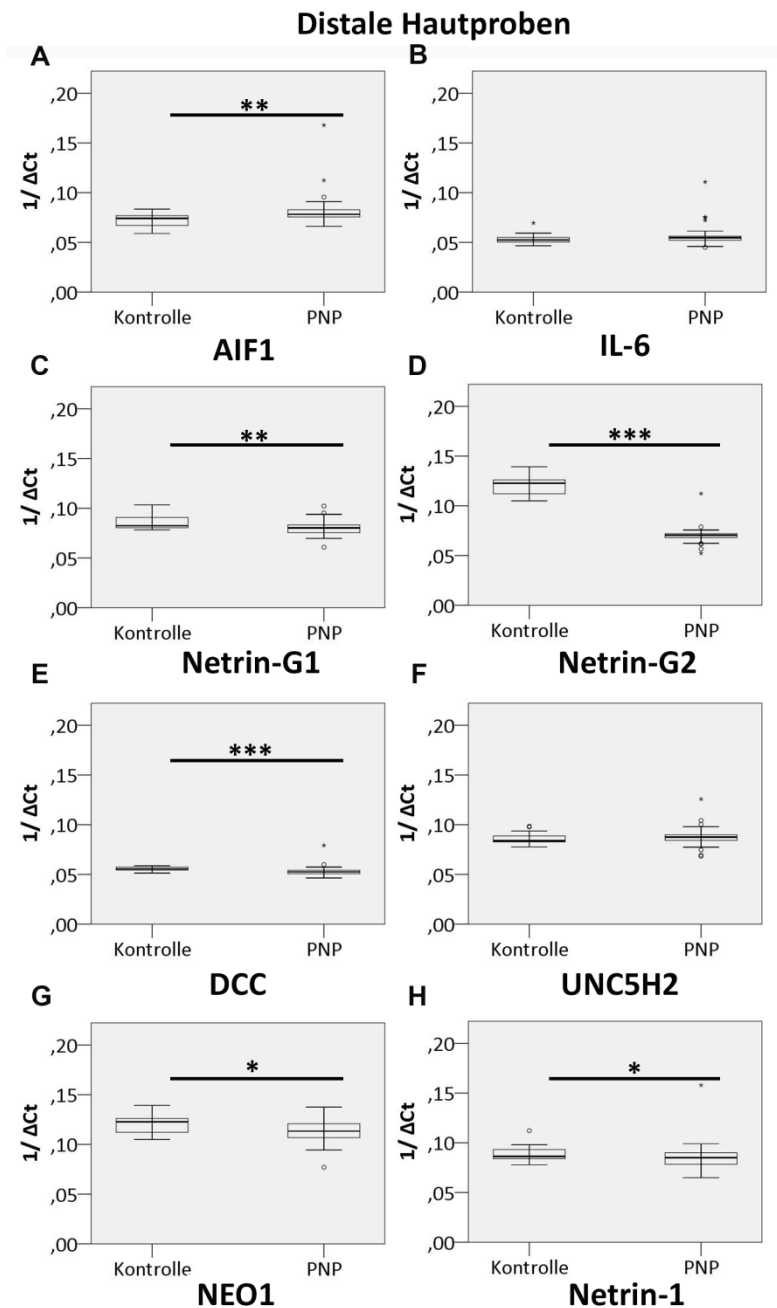 Distale Hautproben
A
1/ ΔCt
,20
,15
,10
,05
,00
**
Kontrolle PNP
AIF1
B
1/ ΔCt
,20
,15
,10
,05
,00
Kontrolle PNP
IL-6
C
1/ ΔCt
,20
,15
,10
,05
,00
**
Kontrolle PNP
Netrin-G1
D
1/ ΔCt
,20
,15
,10
,05
,00
***
Kontrolle PNP
Netrin-G2
E
1/ ΔCt
,20
,15
,10
,05
,00
***
Kontrolle PNP
DCC
F
1/ ΔCt
,20
,15
,10
,05
,00
Kontrolle PNP
UNC5H2
G
1/ ΔCt
,20
,15
,10
,05
,00
*
Kontrolle PNP
NEO1
H
1/ ΔCt
,20
,15
,10
,05
,00
*
Kontrolle PNP
Netrin-1